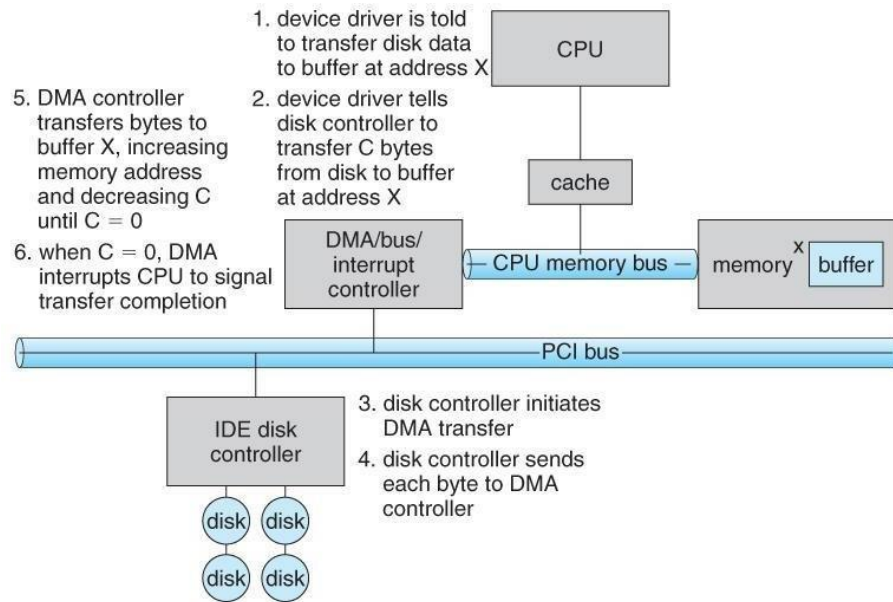 1. device driver is told
to transfer disk data
to buffer at address X
2. device driver tells
disk controller to
transfer C bytes
from disk to buffer
at address X
5. DMA controller
transfers bytes to
buffer X, increasing
memory address
and decreasing C
until C = 0
6. when C = 0, DMA
interrupts CPU to signal
transfer completion
CPU
cache
DMA/bus/
interrupt
controller
CPU memory bus
memory
x
buffer
PCI bus
IDE disk
controller
3. disk controller initiates
DMA transfer
4. disk controller sends
each byte to DMA
controller
disk
disk
disk
disk